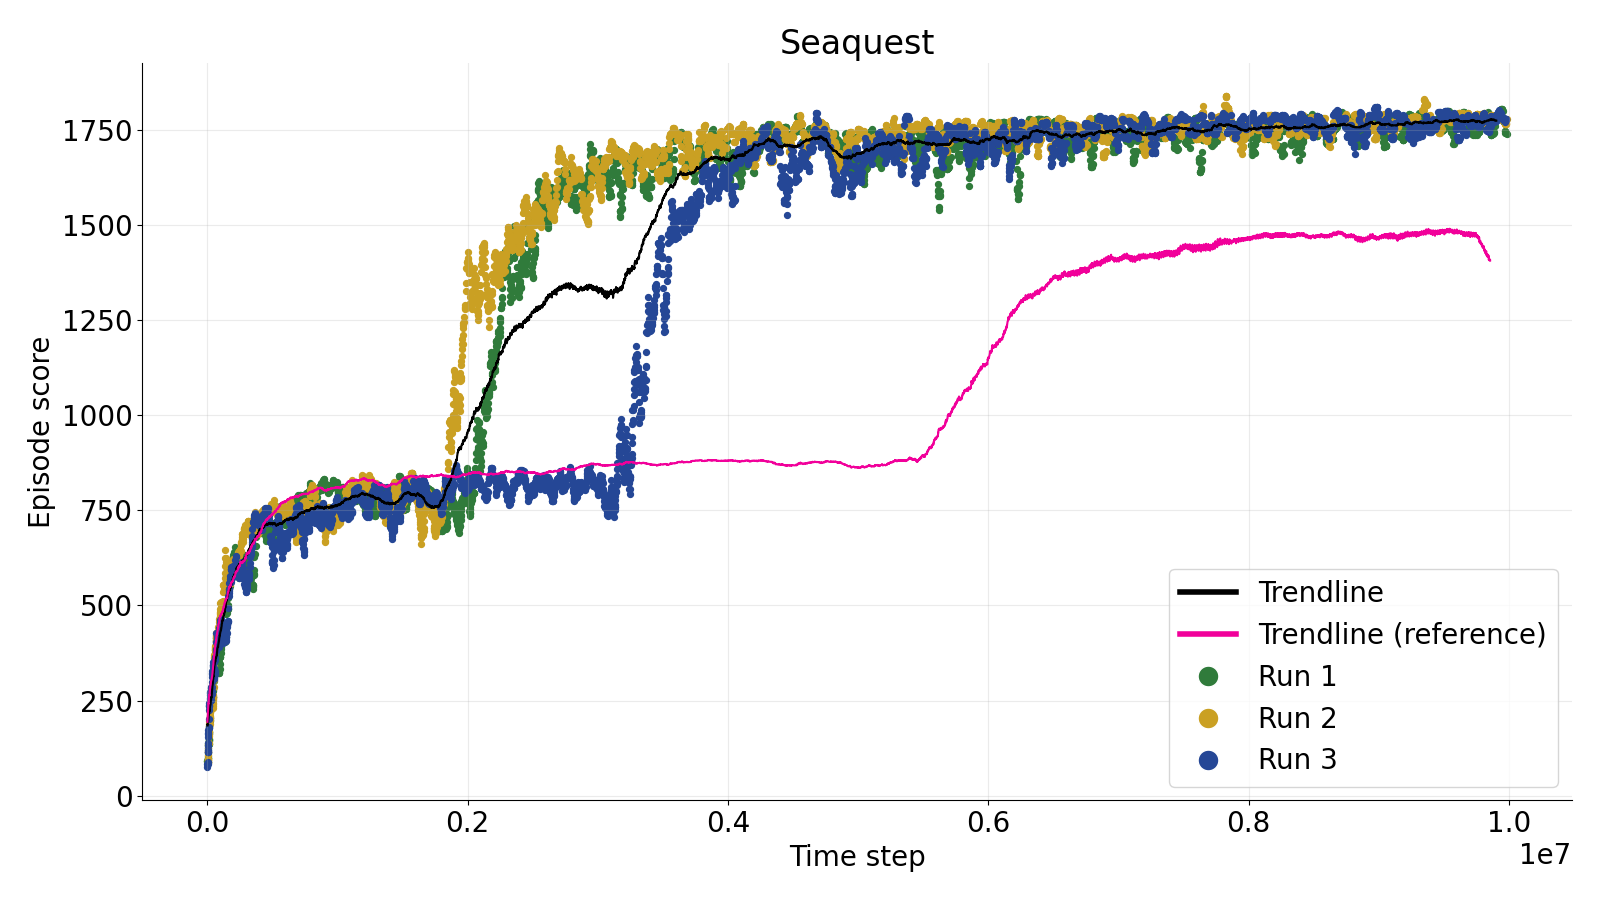 Seaquest
Episode score
1750
1500
1250
1000
750
500
250
0
0.0 0.2 0.4 0.6 0.8 1.0
1e7
Time step
Trendline
Trendline (reference)
Run 1
Run 2
Run 3